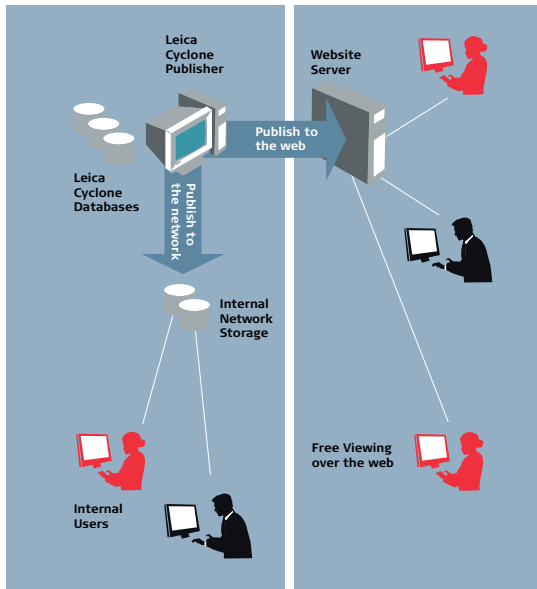 Leica
Cyclone
Publisher
Website
Server
Publish to
the web
Leica
Cyclone
Databases
Publish to
the network
Internal
Network
Storage
Free Viewing
over the web
Internal
Users